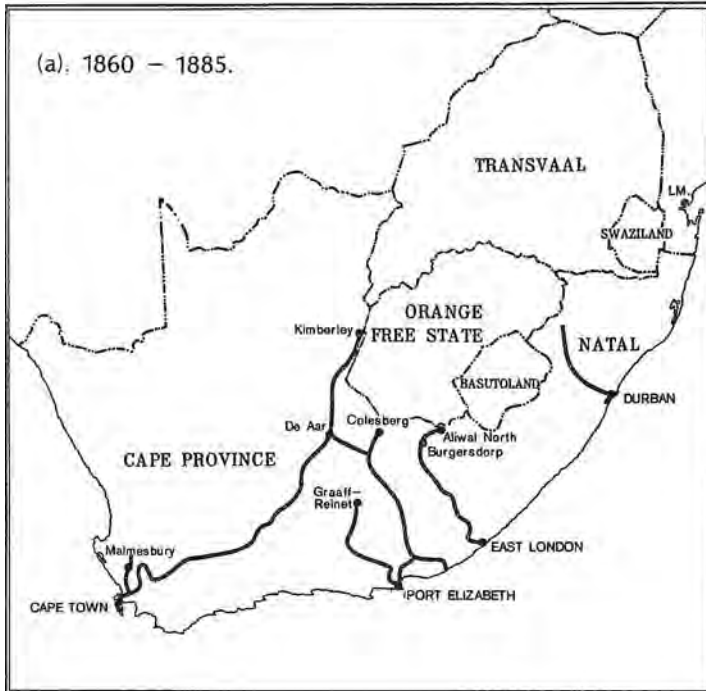 (a). 1860 – 1885.
TRANSVAAL
LM.
SWAZILAND
ORANGE
FREE STATE
Kimberley
NATAL
BASUTOLAND
DURBAN
De Aar
Colesberg
Aliwal North
Burgersdorp
CAPE PROVINCE
Graaff-
Reinet
EAST LONDON
Malmesbury
PORT ELIZABETH
CAPE TOWN